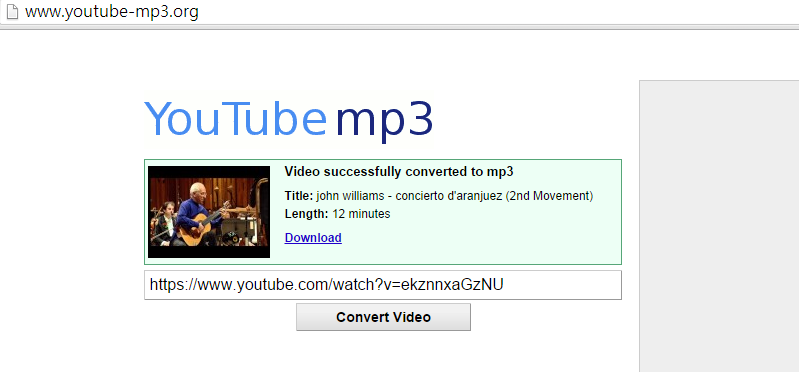 www.youtube-mp3.org
YouTube mp3
Video successfully converted to mp3
Title: john williams - concierto d'aranjuez (2nd Movement)
Length: 12 minutes
Download
https://www.youtube.com/watch?v=ekznnxaGzNU
Convert Video